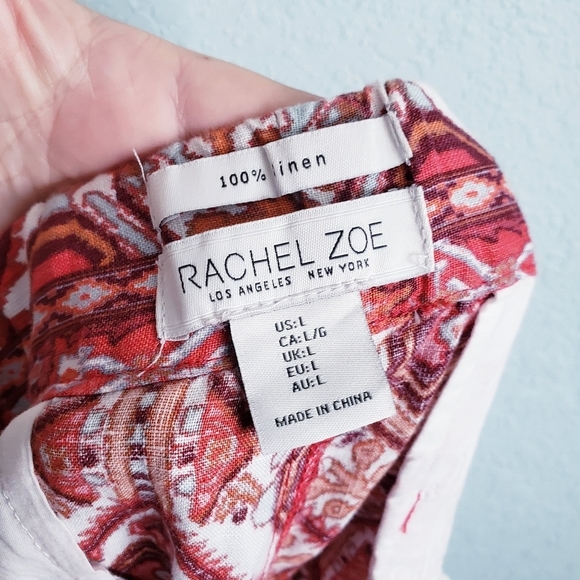 100% linen
RACHEL ZOE
LOS ANGELES NEW YORK
US:L
CA:L/G
UK:L
EU:L
AU:L
MADE IN CHINA